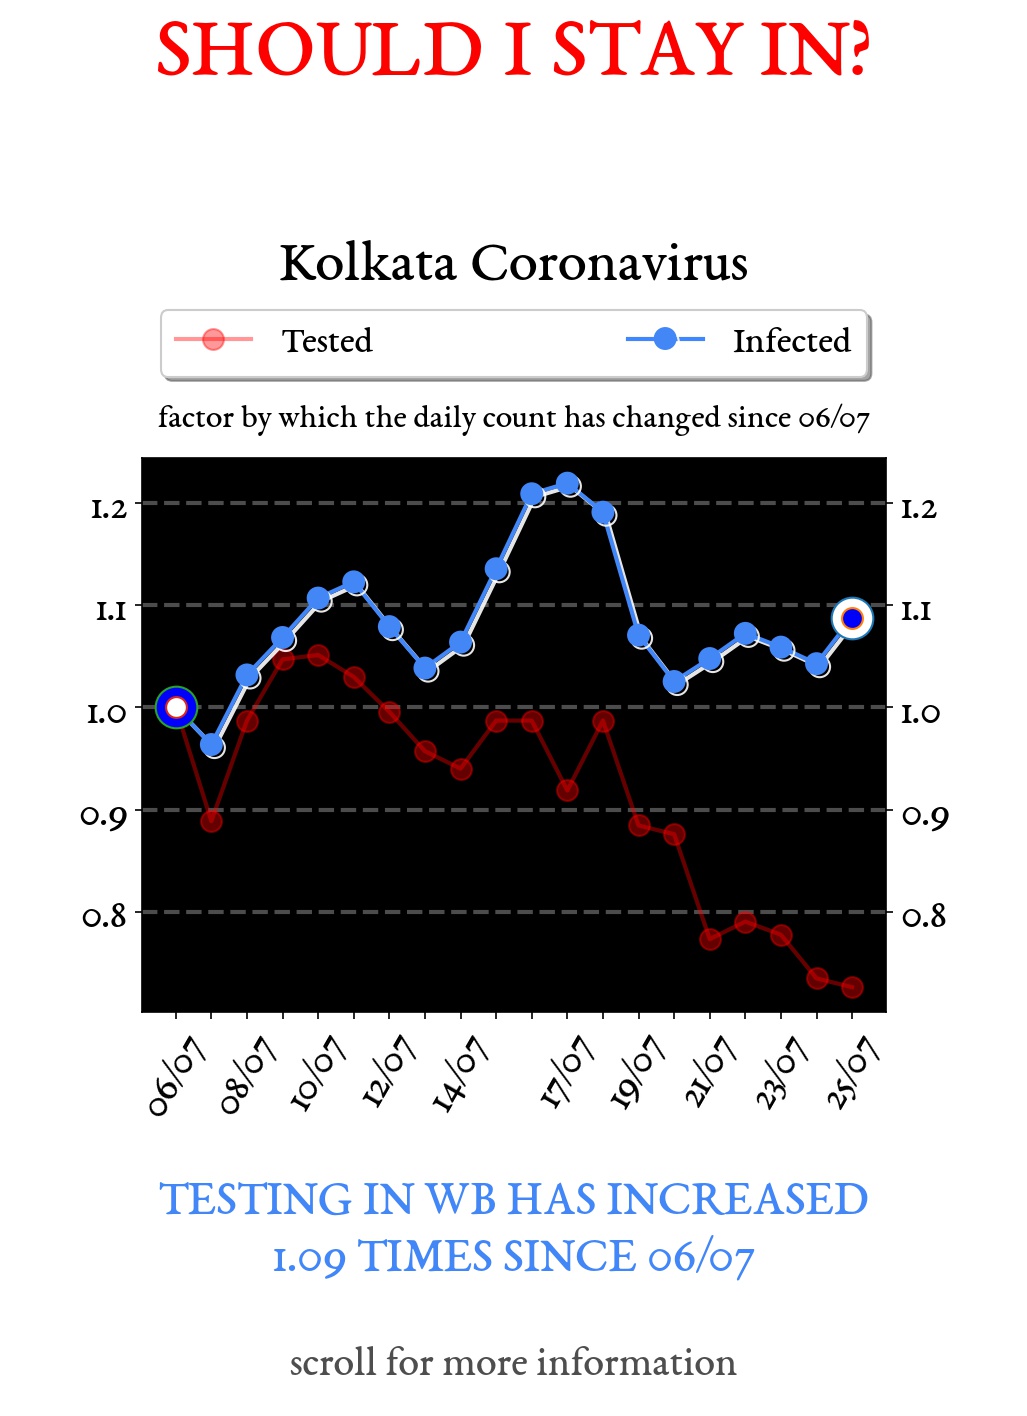 SHOULD I STAY IN?
Kolkata Coronavirus
Tested Infected
factor by which the daily count has changed since 06/07
1.2 1.2
1.1 1.1
1.0 1.0
0.9 0.9
0.8 0.8
06/07 08/07 10/07 12/07 14/07 17/07 19/07 21/07 23/07 25/07
TESTING IN WB HAS INCREASED
1.09 TIMES SINCE 06/07
scroll for more information